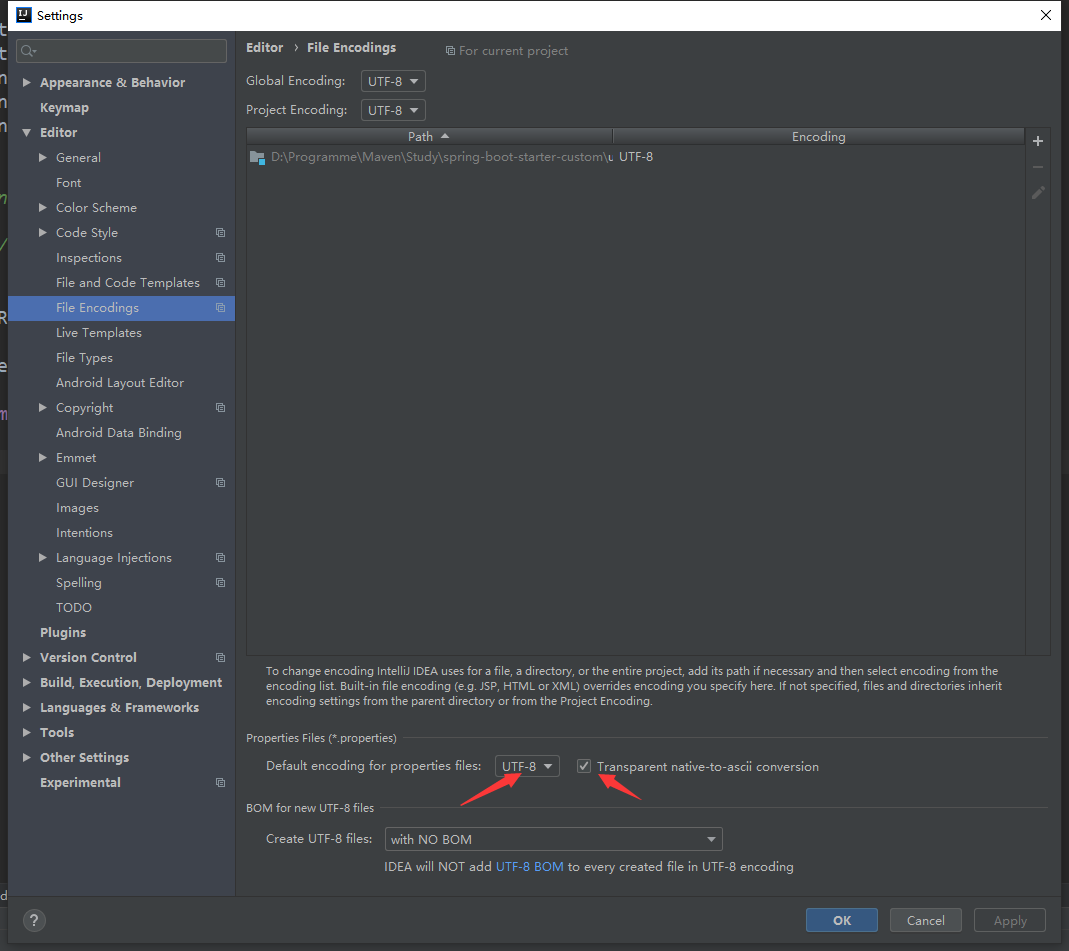 Settings
Editor › File Encodings
For current project
Appearance & Behavior
Keymap
Editor
General
Font
Color Scheme
Code Style
Inspections
File and Code Templates
File Encodings
Live Templates
File Types
Android Layout Editor
Copyright
Android Data Binding
Emmet
GUI Designer
Images
Intentions
Language Injections
Spelling
TODO
Plugins
Version Control
Build, Execution, Deployment
Languages & Frameworks
Tools
Other Settings
Experimental
Global Encoding: UTF-8
Project Encoding: UTF-8
Path Encoding
D:\Programme\Maven\Study\spring-boot-starter-custom\u UTF-8
To change encoding IntelliJ IDEA uses for a file, a directory, or the entire project, add its path if necessary and then select encoding from the
encoding list. Built-in file encoding (e.g. JSP, HTML or XML) overrides encoding you specify here. If not specified, files and directories inherit
encoding settings from the parent directory or from the Project Encoding.
Properties Files (*.properties)
Default encoding for properties files: UTF-8 Transparent native-to-ascii conversion
BOM for new UTF-8 files
Create UTF-8 files: with NO BOM
IDEA will NOT add UTF-8 BOM to every created file in UTF-8 encoding
? OK Cancel Apply